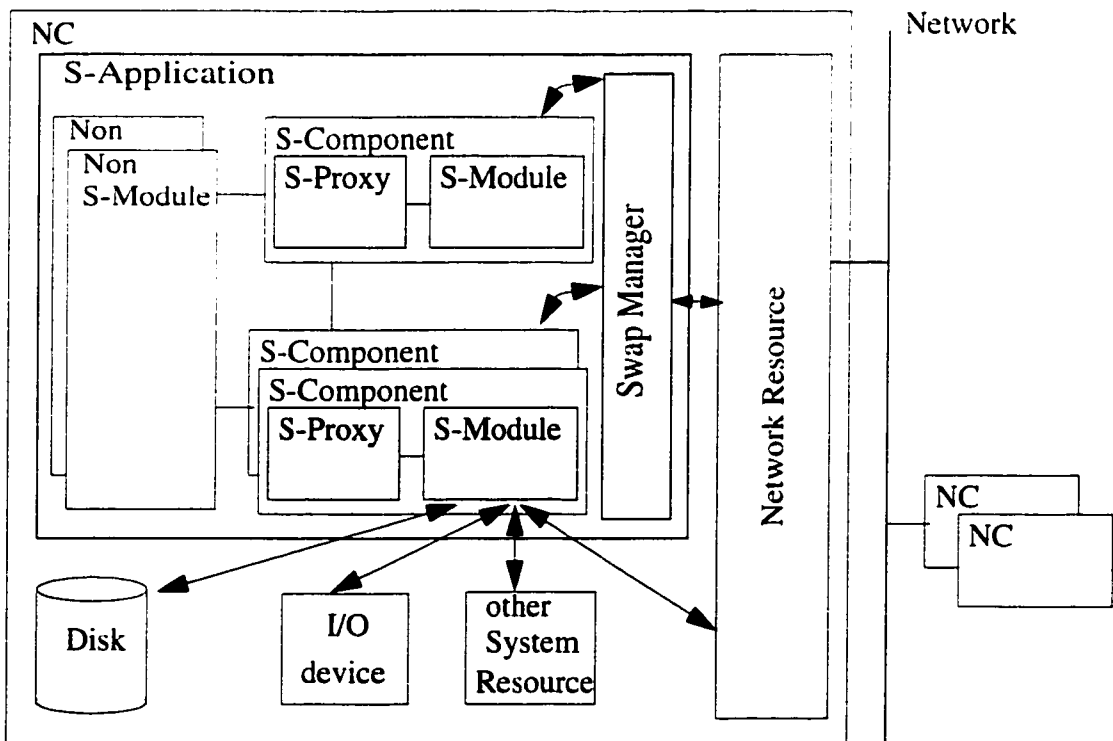 NC
Network
S-Application
Non
Non
S-Module
S-Component
S-Proxy
S-Module
Swap Manager
Network Resource
S-Component
S-Component
S-Proxy
S-Module
NC
NC
Disk
I/O
device
other
System
Resource